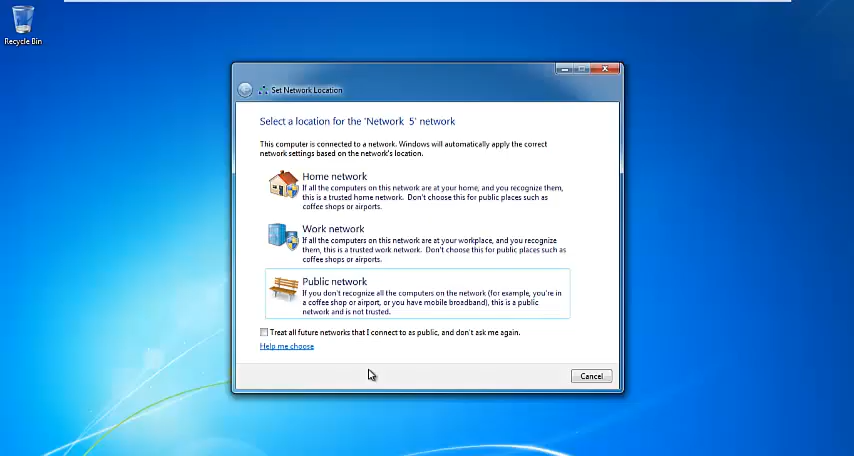 Recycle Bin
Set Network Location
Select a location for the 'Network 5' network
This computer is connected to a network. Windows will automatically apply the correct
network settings based on the network's location.
Home network
If all the computers on this network are at your home, and you recognize them,
this is a trusted home network. Don't choose this for public places such as
coffee shops or airports.
Work network
If all the computers on this network are at your workplace, and you recognize
them, this is a trusted work network. Don't choose this for public places such as
coffee shops or airports.
Public network
If you don't recognize all the computers on the network (for example, you're in
a coffee shop or airport, or you have mobile broadband), this is a public
network and is not trusted.
Treat all future networks that I connect to as public, and don't ask me again.
Help me choose
Cancel